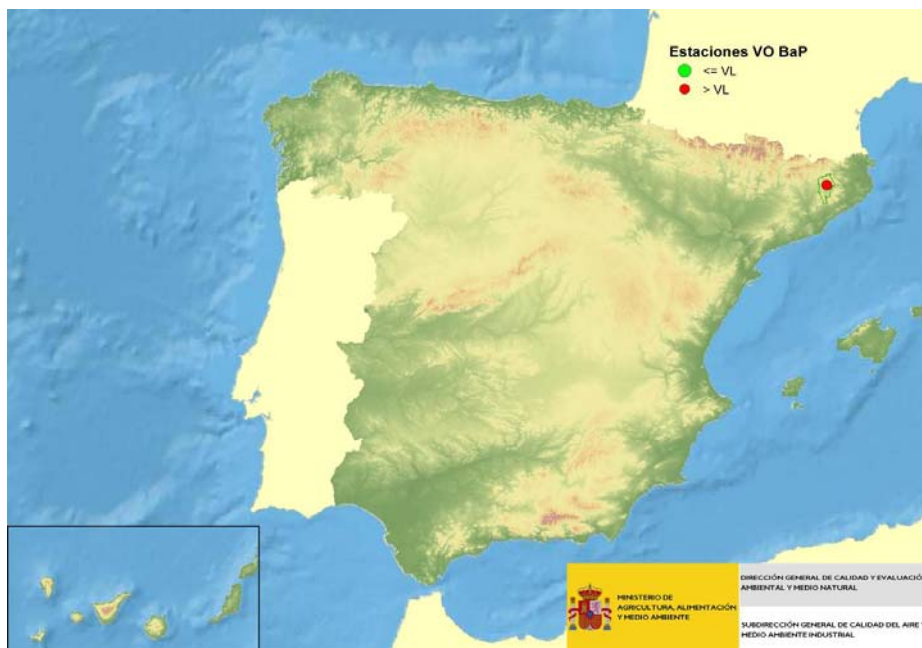 Estaciones VO BaP
<= VL
> VL
MINISTERIO DE
AGRICULTURA, ALIMENTACIÓN
Y MEDIO AMBIENTE
DIRECCIÓN GENERAL DE CALIDAD Y EVALUACIÓ
AMBIENTAL Y MEDIO NATURAL
SUBDIRECCIÓN GENERAL DE CALIDAD DEL AIRE Y
MEDIO AMBIENTE INDUSTRIAL